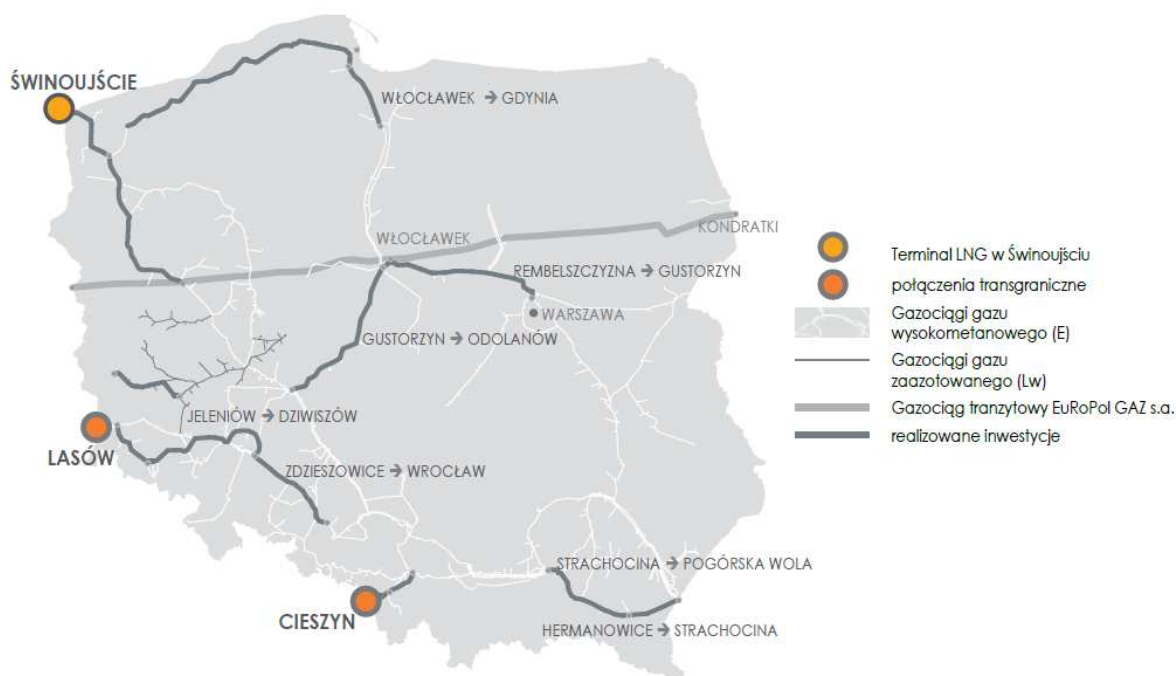 ŚWINOUJŚCIE
WŁOCŁAWEK → GDYNIA
WŁOCŁAWEK
KONDRATKI
REMBELSZCZYZNA → GUSTORZYN
WARSZAWA
GUSTORZYN → ODOLANÓW
JELENIÓW → DZIWISZÓW
LASÓW
ZDZIESZOWICE → WROCŁAW
STRACHOCINA → POGÓRSKA WOLA
CIESZYN
HERMANOWICE → STRACHOCINA
Terminal LNG w Świnoujściu
połączenia transgraniczne
Gazociągi gazu
wysokometanowego (E)
Gazociągi gazu
zaazotowanego (Lw)
Gazociąg tranzytowy EuRoPol GAZ s.a.
realizowane inwestycje